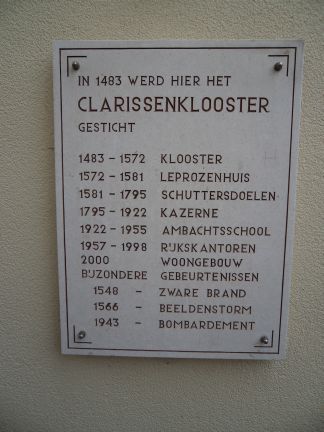 IN 1483 WERD HIER HET
CLARISSENKLOOSTER
GESTICHT
1483 - 1572 KLOOSTER
1572 - 1581 LEPROZENHUIS
1581 - 1795 SCHUTTERSDOELEN
1795 - 1922 KAZERNE
1922 - 1955 AMBACHTSSCHOOL
1957 - 1998 RIJKSKANTOREN
2000 WOONGEBOUW
BIJZONDERE GEBEURTENISSEN
1548 - ZWARE BRAND
1566 - BEELDENSTORM
1943 - BOMBARDEMENT